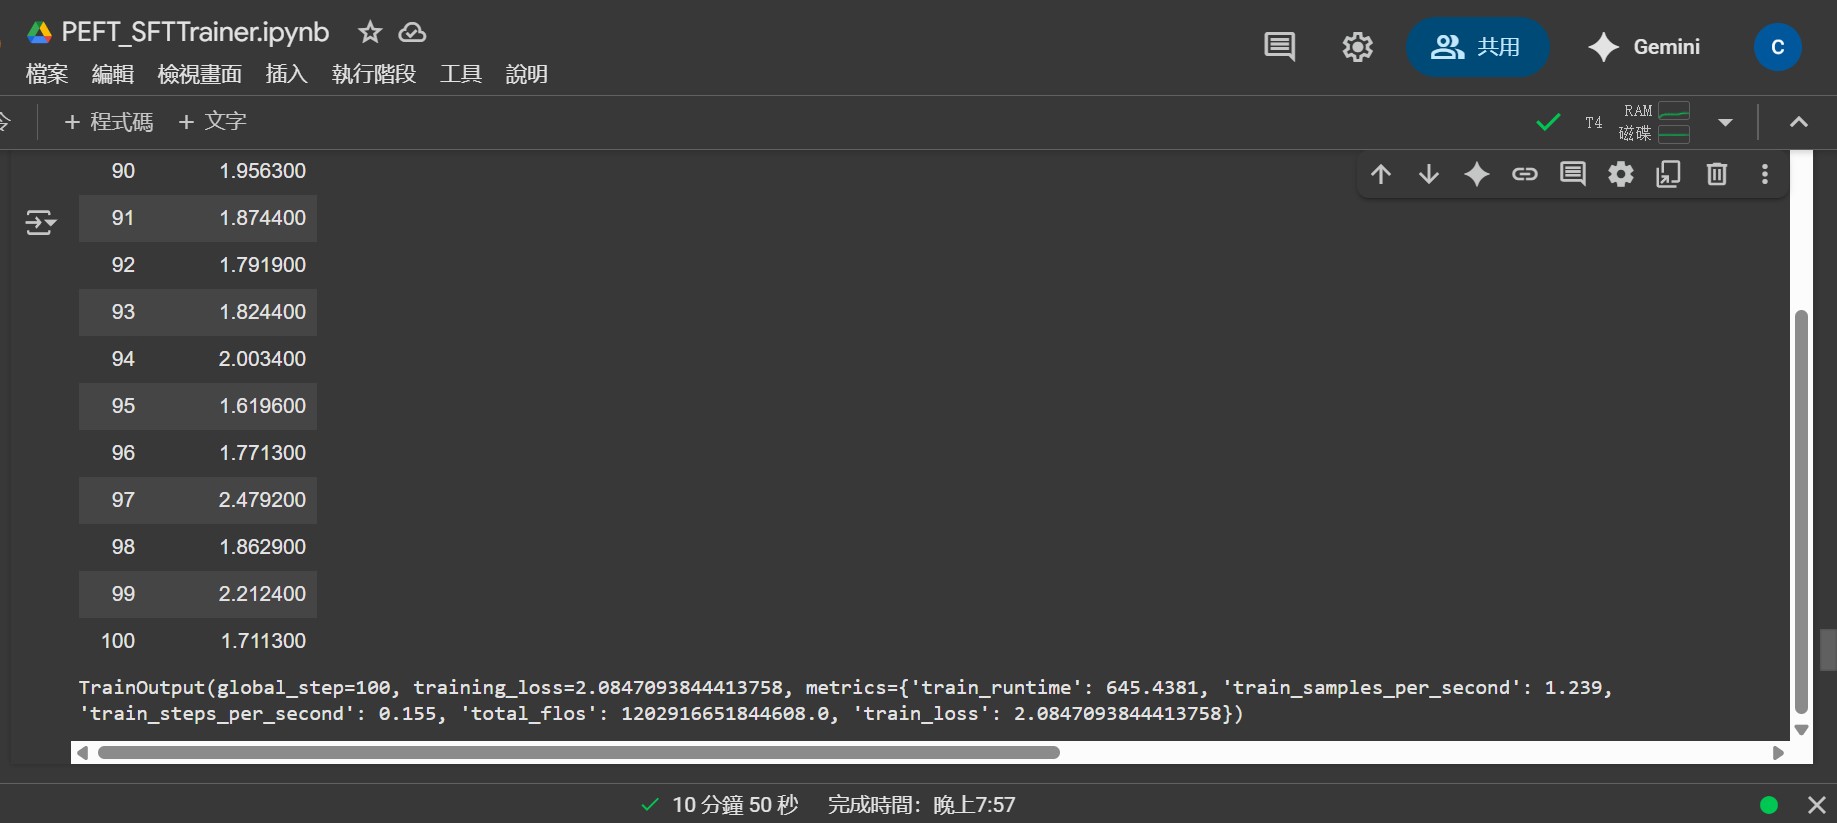 PEFT_SFTTrainer.ipynb
共用
Gemini
C
檔案 編輯 檢視畫面 插入 執行階段 工具 說明
+ 程式碼 + 文字
T4
RAM
磁碟
90 1.956300
91 1.874400
92 1.791900
93 1.824400
94 2.003400
95 1.619600
96 1.771300
97 2.479200
98 1.862900
99 2.212400
100 1.711300
TrainOutput(global_step=100, training_loss=2.0847093844413758, metrics={'train_runtime': 645.4381, 'train_samples_per_second': 1.239,
'train_steps_per_second': 0.155, 'total_flos': 1202916651844608.0, 'train_loss': 2.0847093844413758})
10 分鐘 50 秒 完成時間：晚上7:57